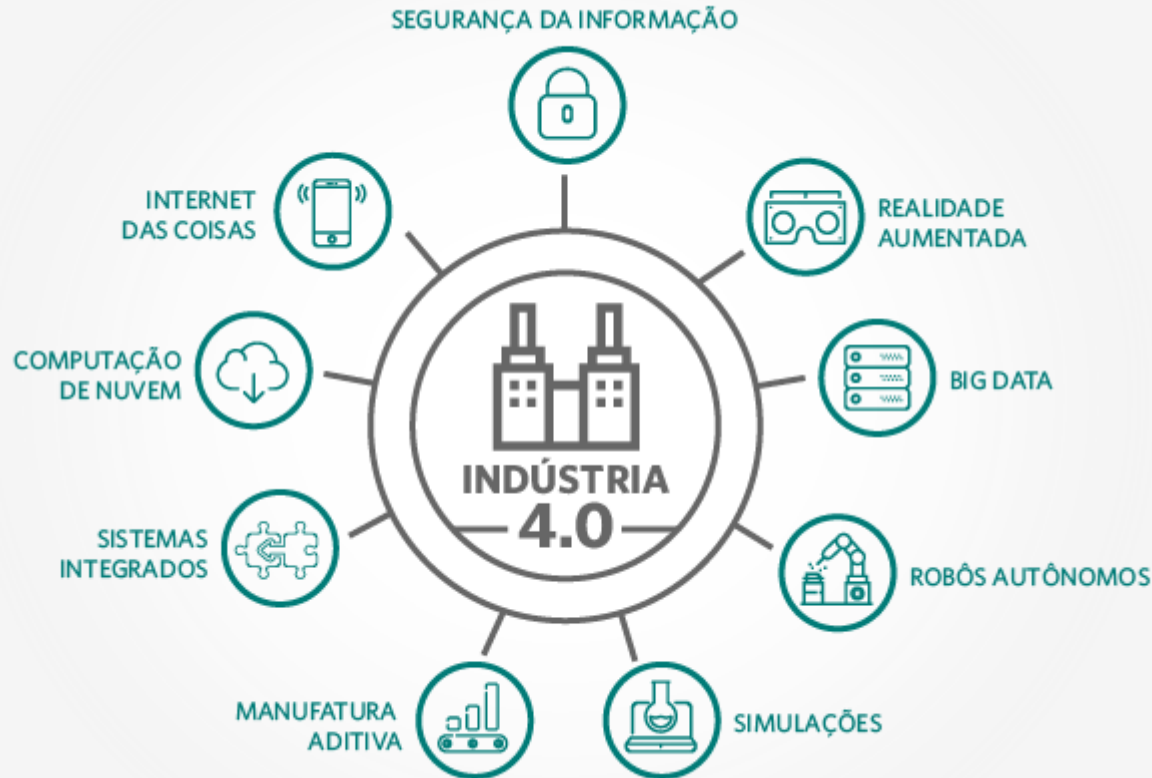 SEGURANÇA DA INFORMAÇÃO
INTERNET
DAS COISAS
REALIDADE
AUMENTADA
COMPUTAÇÃO
DE NUVEM
BIG DATA
INDÚSTRIA
4.0
SISTEMAS
INTEGRADOS
ROBÔS AUTÔNOMOS
MANUFATURA
ADITIVA
SIMULAÇÕES